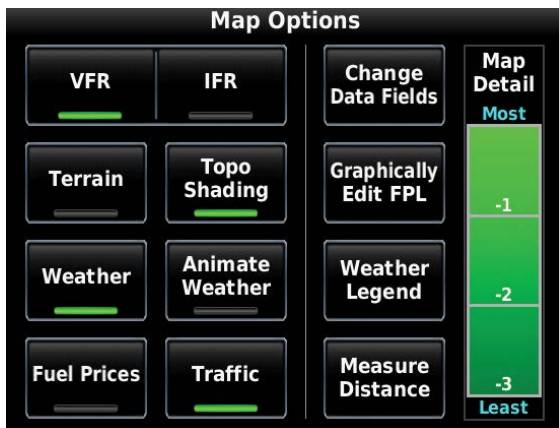 Map Options
VFR
IFR
Change
Data Fields
Map
Detail
Most
Terrain
Topo
Shading
Graphically
Edit FPL
-1
Weather
Animate
Weather
Weather
Legend
-2
Fuel Prices
Traffic
Measure
Distance
-3
Least